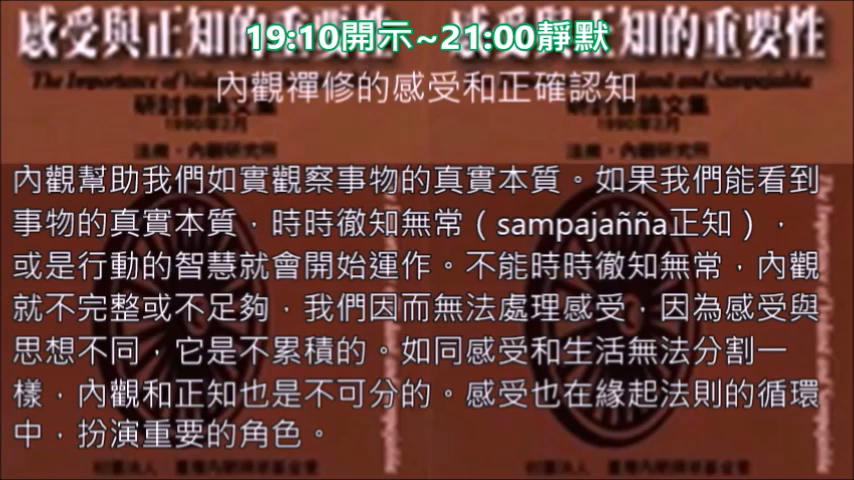 感受與正知的重要性
感受與正知的重要性
19:10開示~21:00靜默
內觀禪修的感受和正確認知
研討會論文集
1990年2月
內觀幫助我們如實觀察事物的真實本質。如果我們能看到
事物的真實本質，時時徹知無常（sampajañña正知），
或是行動的智慧就會開始運作。不能時時徹知無常，內觀
就不完整或不足夠，我們因而無法處理感受，因為感受與
思想不同，它是不累積的。如同感受和生活無法分割一
樣，內觀和正知也是不可分的。感受也在緣起法則的循環
中，扮演重要的角色。